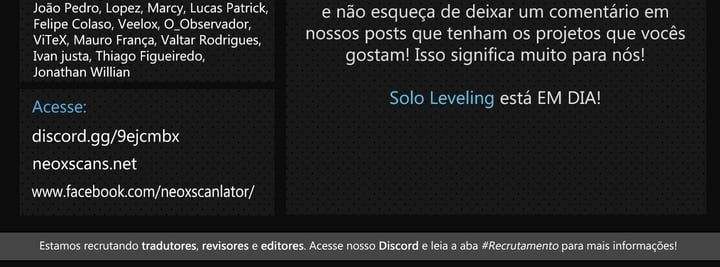 João Pedro, Lopez, Marcy, Lucas Patrick,
Felipe Colaso, Veelox, O_Observador,
ViTeX, Mauro França, Valtar Rodrigues,
Ivan justa, Thiago Figueiredo,
Jonathan Willian
Acesse:
discord.gg/9ejcmbx
neoxscans.net
www.facebook.com/neoxscanlator/
e não esqueça de deixar um comentário em
nossos posts que tenham os projetos que vocês
gostam! Isso significa muito para nós!
Solo Leveling está EM DIA!
Estamos recrutando tradutores, revisores e editores. Acesse nosso Discord e leia a aba #Recrutamento para mais informações!